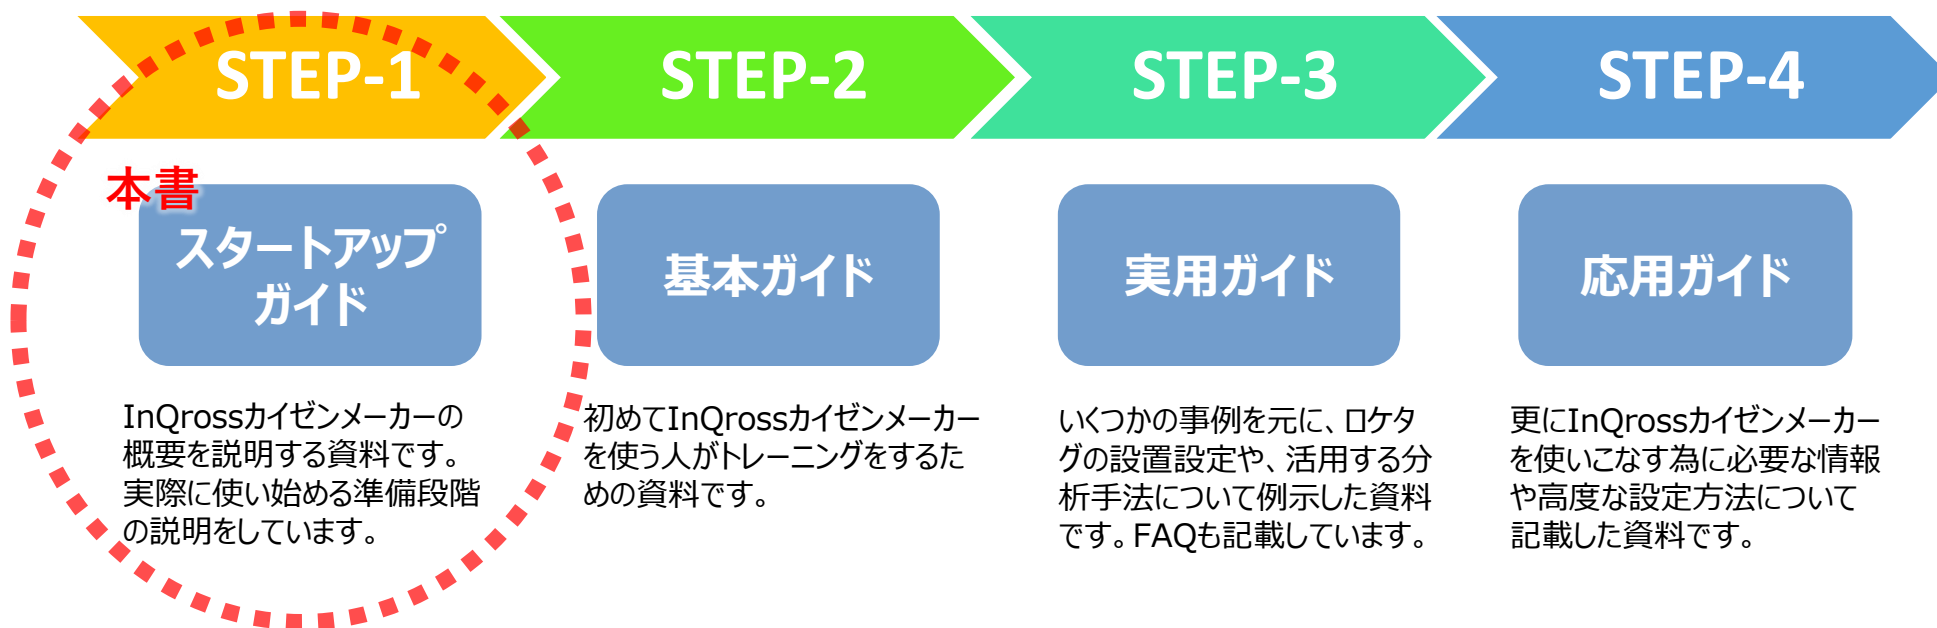 STEP-1
STEP-2
STEP-3
STEP-4
本書
スタートアップ
ガイド
InQrossカイゼンメーカーの
概要を説明する資料です。
実際に使い始める準備段階
の説明をしています。
基本ガイド
初めてInQrossカイゼンメーカー
を使う人がトレーニングをするた
めの資料です。
実用ガイド
いくつかの事例を元に、ロケタ
グの設置設定や、活用する分
析手法について例示した資料
です。FAQも記載しています。
応用ガイド
更にInQrossカイゼンメーカー
を使いこなす為に必要な情報
や高度な設定方法について
記載した資料です。